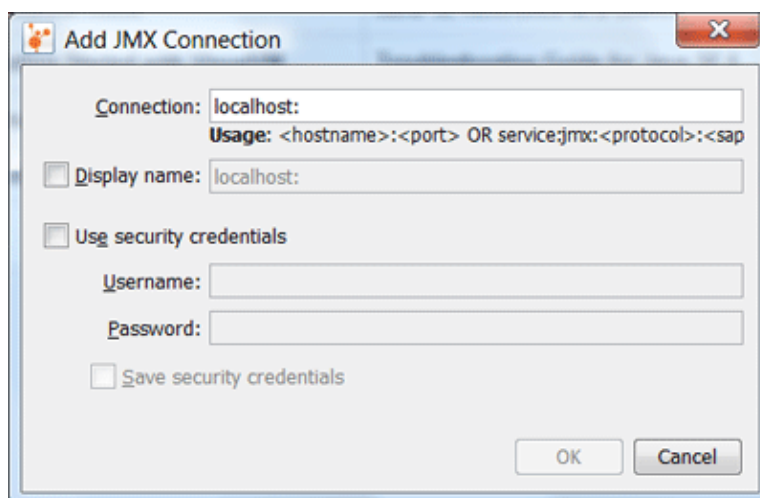 Add JMX Connection
Connection: localhost:
Usage: <hostname>:<port> OR service:jmx:<protocol>:<sap
Display name: localhost:
Use security credentials
Username:
Password:
Save security credentials
OK Cancel